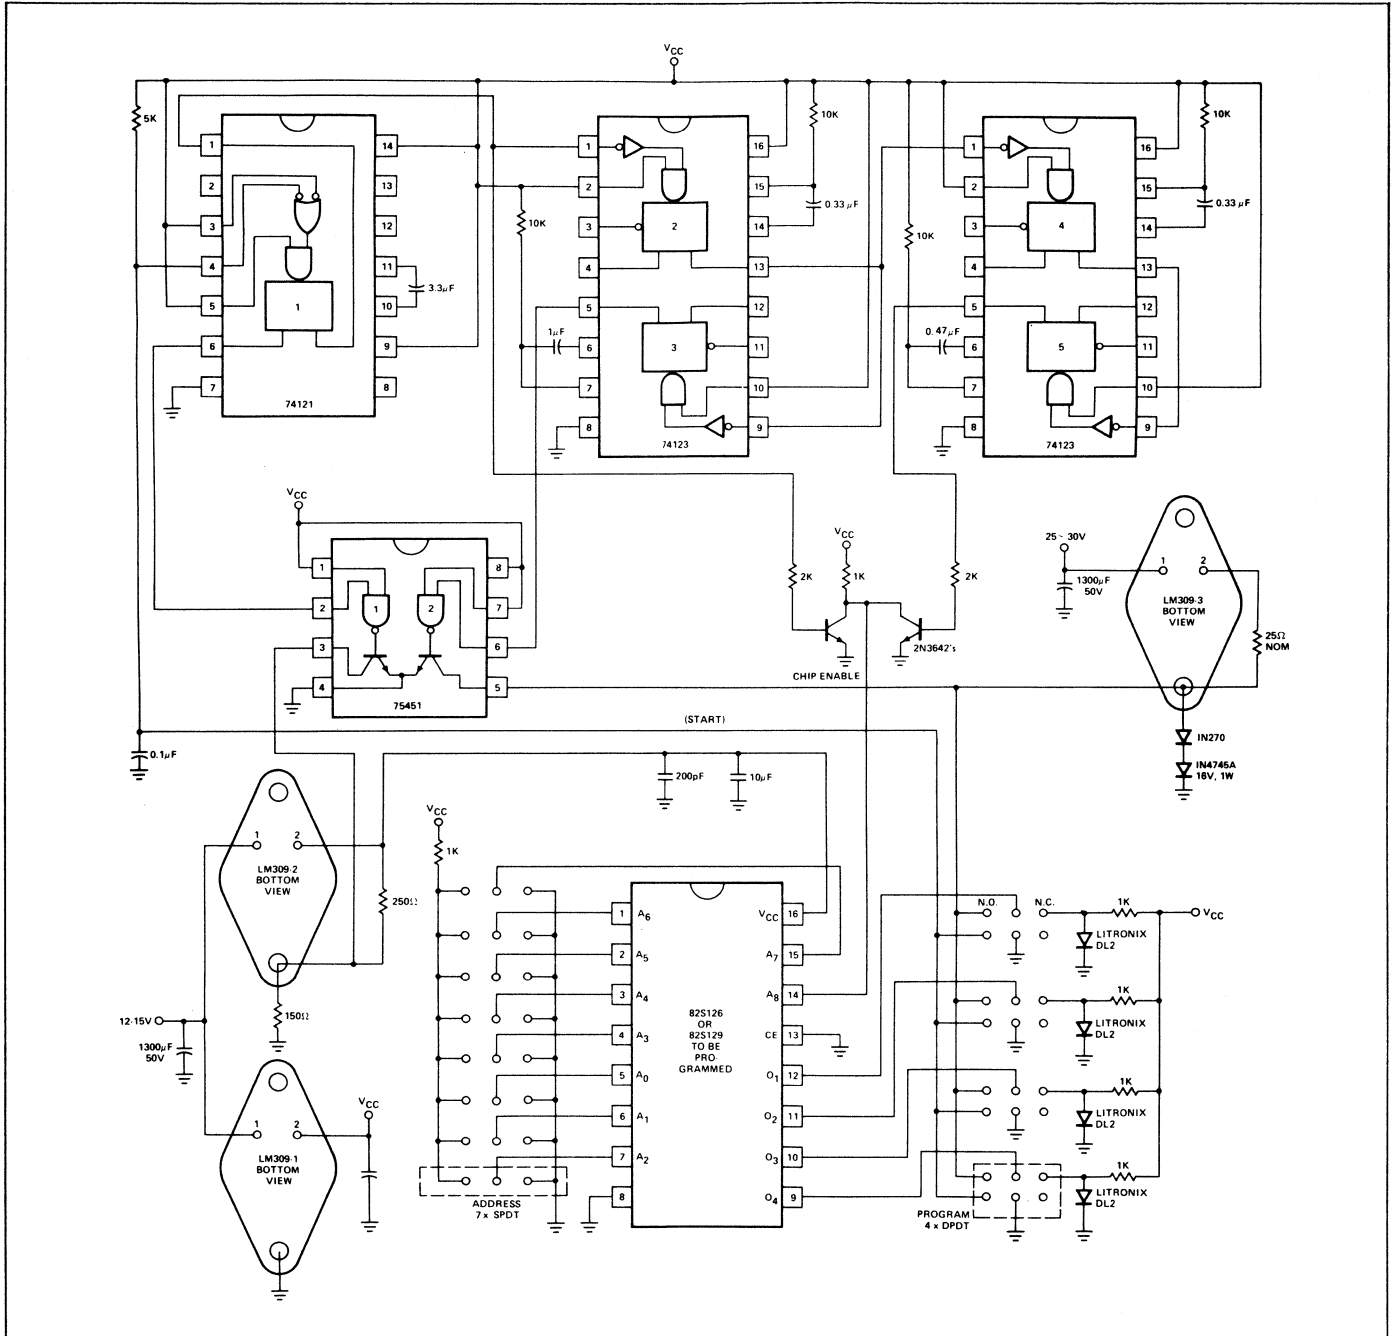 VCC
5K
1
2
3
4
5
6
7
14
13
12
11
10
9
8
1
3.3µF
74121
10K
1µF
1
2
3
4
5
6
7
8
16
15
14
13
12
11
10
9
2
3
74123
10K
0.33 µF
10K
0.47µF
1
2
3
4
5
6
7
8
16
15
14
13
12
11
10
9
4
5
74123
10K
0.33 µF
VCC
1
2
3
4
8
7
6
5
1
2
75451
2K
VCC
1K
2K
2N3642's
CHIP ENABLE
25 ~ 30V
1300µF
50V
1
2
LM309-3
BOTTOM
VIEW
25Ω
NOM
IN270
IN4745A
16V, 1W
(START)
0.1µF
200pF
10µF
1
2
LM309-2
BOTTOM
VIEW
250Ω
150Ω
12-15V
1300µF
50V
1
2
LM309-1
BOTTOM
VIEW
VCC
VCC
1K
ADDRESS
7 x SPDT
1
2
3
4
5
6
7
8
A6
A5
A4
A3
A0
A1
A2
82S126
OR
82S129
TO BE
PRO-
GRAMMED
VCC
A7
A8
CE
O1
O2
O3
O4
16
15
14
13
12
11
10
9
N.O.
N.C.
1K
VCC
LITRONIX
DL2
1K
LITRONIX
DL2
1K
LITRONIX
DL2
1K
LITRONIX
DL2
PROGRAM
4 x DPDT